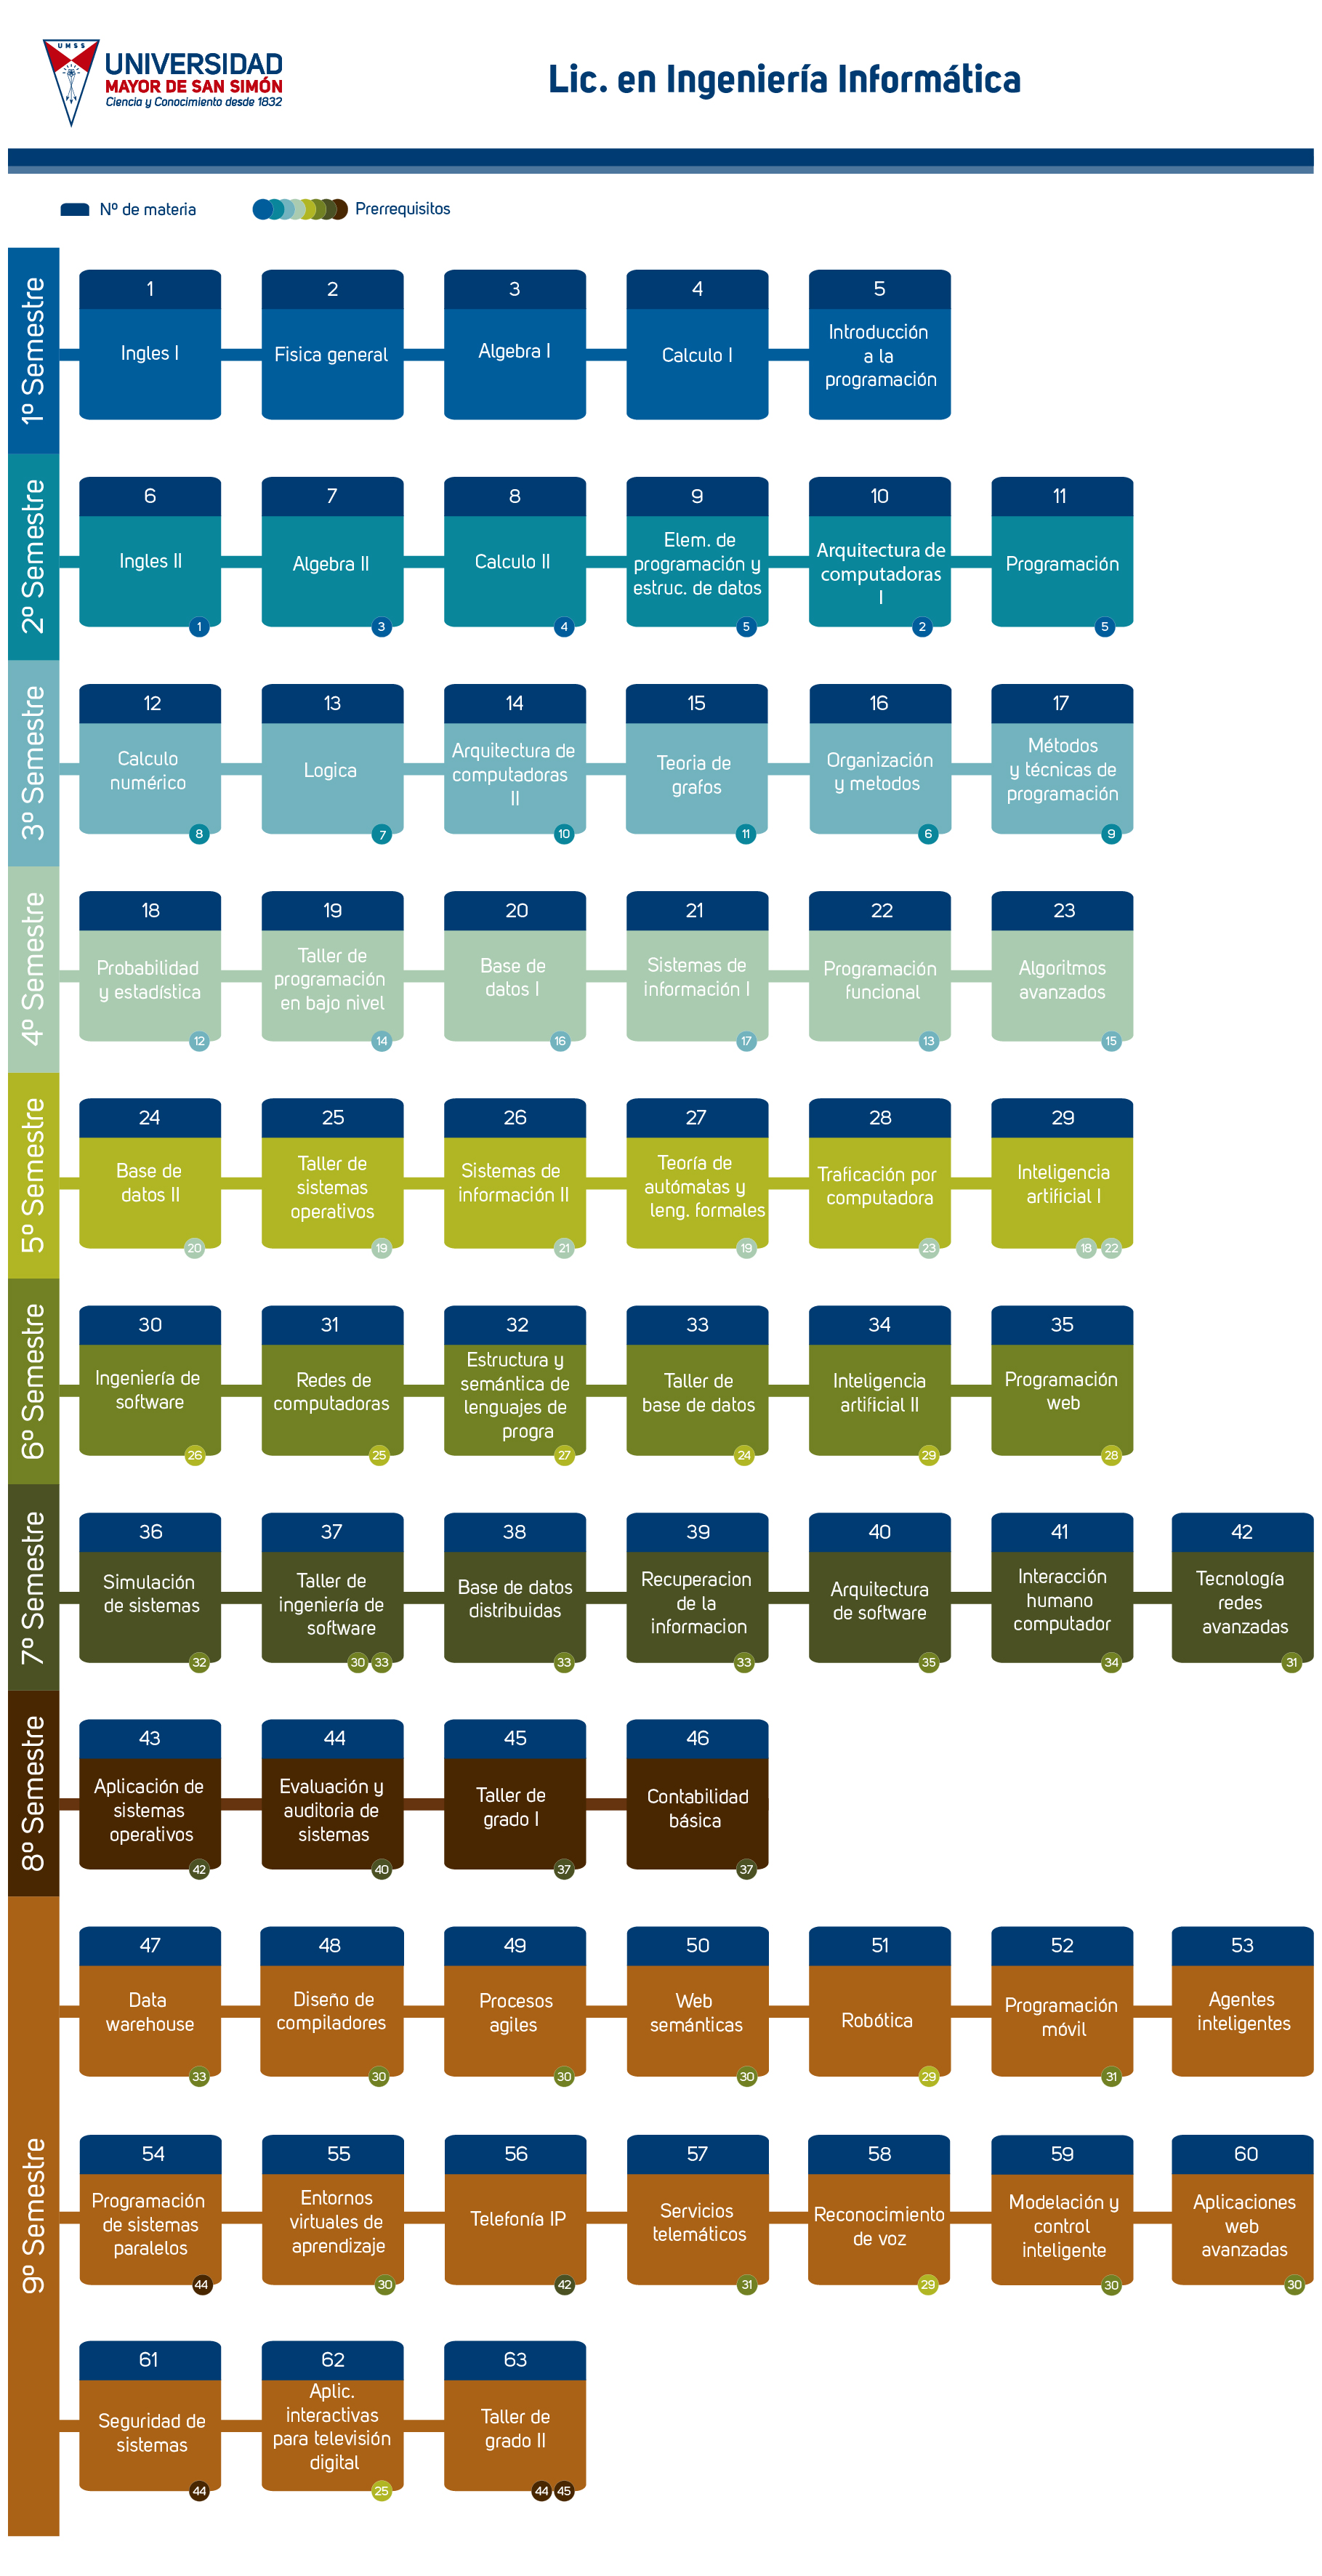 UMSS
UNIVERSIDAD
MAYOR DE SAN SIMÓN
Ciencia y Conocimiento desde 1832
Lic. en Ingeniería Informática
Nº de materia
Prerrequisitos
1º Semestre
1
Ingles I
2
Fisica general
3
Algebra I
4
Calculo I
5
Introducción
a la
programación
2º Semestre
6
Ingles II
1
7
Algebra II
3
8
Calculo II
4
9
Elem. de
programación y
estruc. de datos
5
10
Arquitectura de
computadoras
I
2
11
Programación
5
3º Semestre
12
Calculo
numérico
8
13
Logica
7
14
Arquitectura de
computadoras
II
10
15
Teoria de
grafos
11
16
Organización
y metodos
6
17
Métodos
y técnicas de
programación
9
4º Semestre
18
Probabilidad
y estadística
12
19
Taller de
programación
en bajo nivel
14
20
Base de
datos I
16
21
Sistemas de
información I
17
22
Programación
funcional
13
23
Algoritmos
avanzados
15
5º Semestre
24
Base de
datos II
20
25
Taller de
sistemas
operativos
19
26
Sistemas de
información II
21
27
Teoría de
autómatas y
leng. formales
19
28
Traficación por
computadora
23
29
Inteligencia
artificial I
18 22
6º Semestre
30
Ingeniería de
software
26
31
Redes de
computadoras
25
32
Estructura y
semántica de
lenguajes de
progra
27
33
Taller de
base de datos
24
34
Inteligencia
artificial II
29
35
Programación
web
28
7º Semestre
36
Simulación
de sistemas
32
37
Taller de
ingeniería de
software
30 33
38
Base de datos
distribuidas
33
39
Recuperacion
de la
informacion
33
40
Arquitectura
de software
35
41
Interacción
humano
computador
34
42
Tecnología
redes
avanzadas
31
8º Semestre
43
Aplicación de
sistemas
operativos
42
44
Evaluación y
auditoria de
sistemas
40
45
Taller de
grado I
37
46
Contabilidad
básica
37
9º Semestre
47
Data
warehouse
33
48
Diseño de
compiladores
30
49
Procesos
agiles
30
50
Web
semánticas
30
51
Robótica
29
52
Programación
móvil
31
53
Agentes
inteligentes
54
Programación
de sistemas
paralelos
44
55
Entornos
virtuales de
aprendizaje
30
56
Telefonía IP
42
57
Servicios
telemáticos
31
58
Reconocimiento
de voz
29
59
Modelación y
control
inteligente
30
60
Aplicaciones
web
avanzadas
30
61
Seguridad de
sistemas
44
62
Aplic.
interactivas
para televisión
digital
25
63
Taller de
grado II
44 45